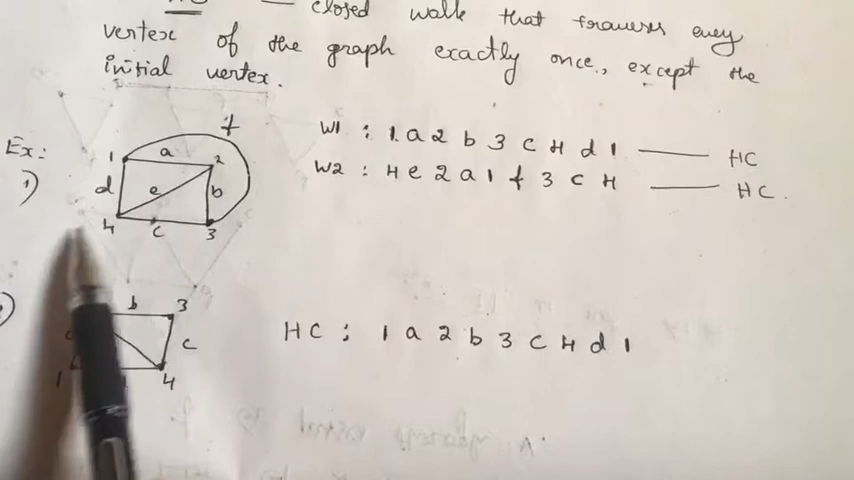 closed walk that traverses every
vertex of the graph exactly once, except the
initial vertex.
Ex:
1)
f
1 a 2
d e b
4 c 3
W1 : 1 a 2 b 3 c 4 d 1 — HC
W2 : 4 e 2 a 1 f 3 c 4 — HC.
b 3
c
1 4
HC : 1 a 2 b 3 c 4 d 1